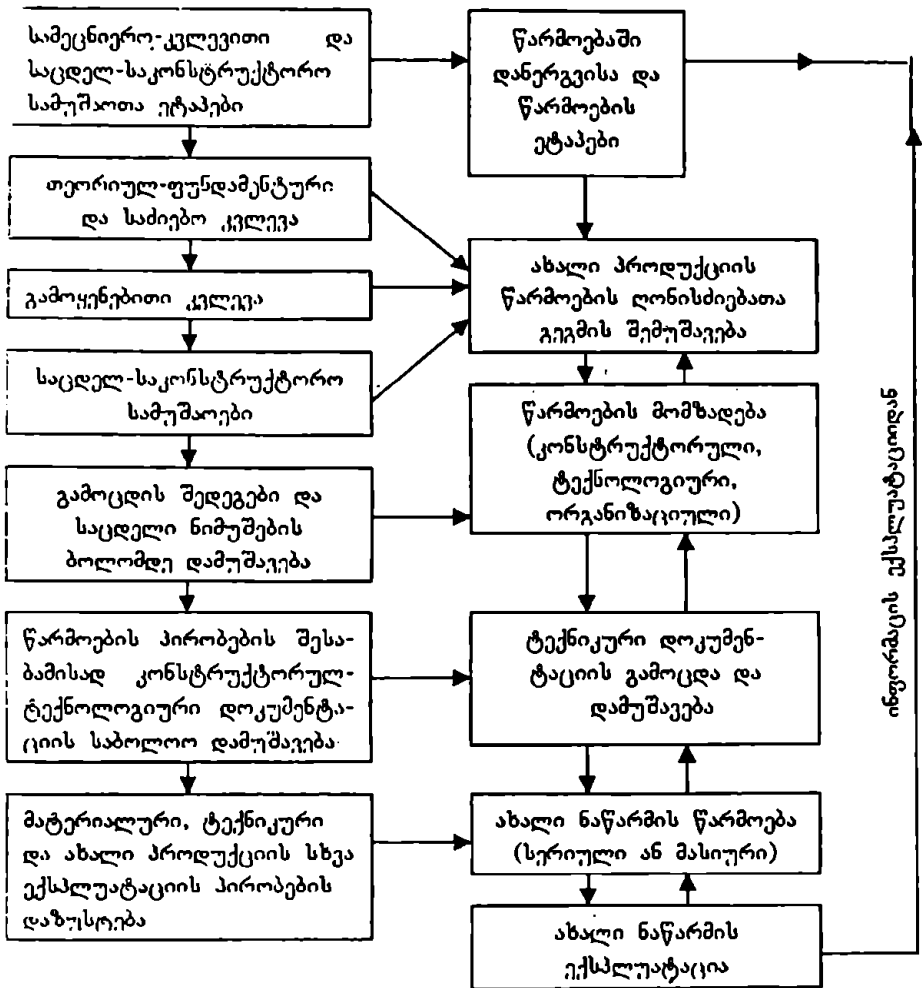 სამეცნიერო-კვლევითი და
საცდელ-საკონსტრუქტორო
სამუშაოთა ეტაპები
წარმოებაში
დანერგვისა და
წარმოების
ეტაპები
თეორიულ-ფუნდამენტური
და საძიებო კვლევა
ახალი პროდუქციის
წარმოების ღონისძიებათა
გეგმის შემუშავება
გამოყენებითი კვლევა
საცდელ-საკონსტრუქტორო
სამუშაოები
წარმოების მომზადება
(კონსტრუქტორული,
ტექნოლოგიური,
ორგანიზაციული)
გამოცდის შედეგები და
საცდელი ნიმუშების
ბოლომდე დამუშავება
წარმოების პირობების შესა-
ბამისად კონსტრუქტორულ-
ტექნოლოგიური დოკუმენტა-
ციის საბოლოო დამუშავება
ტექნიკური დოკუმენ-
ტაციის გამოცდა და
დამუშავება
მატერიალური, ტექნიკური
და ახალი პროდუქციის სხვა
ექსპლუატაციის პირობების
დაზუსტება
ახალი ნაწარმის წარმოება
(სერიული ან მასიური)
ახალი ნაწარმის
ექსპლუატაცია
ინფორმაცის ექსპლუატაციიდან